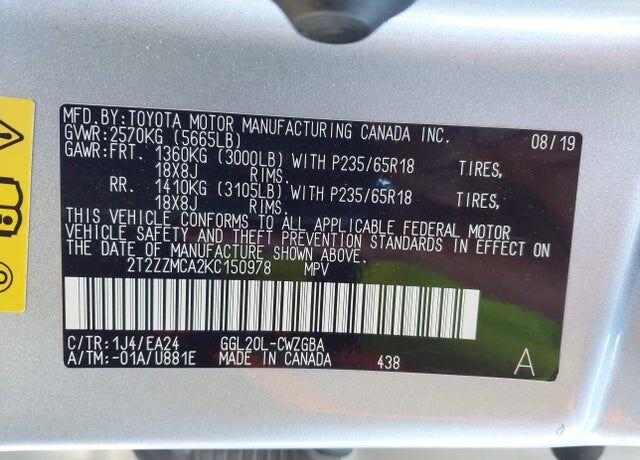 MFD.BY:TOYOTA MOTOR MANUFACTURING CANADA INC. 08/19
GVWR:2570KG (5665LB)
GAWR:FRT. 1360KG (3000LB) WITH P235/65R18 TIRES,
18X8J RIMS.
RR. 1410KG (3105LB) WITH P235/65R18 TIRES,
18X8J RIMS.
THIS VEHICLE CONFORMS TO ALL APPLICABLE FEDERAL MOTOR
VEHICLE SAFETY AND THEFT PREVENTION STANDARDS IN EFFECT ON
THE DATE OF MANUFACTURE SHOWN ABOVE.
2T2ZZMCA2KC150978 MPV
C/TR:1J4/EA24 GGL20L-CWZGBA
A/TM:-01A/U881E MADE IN CANADA 438 A